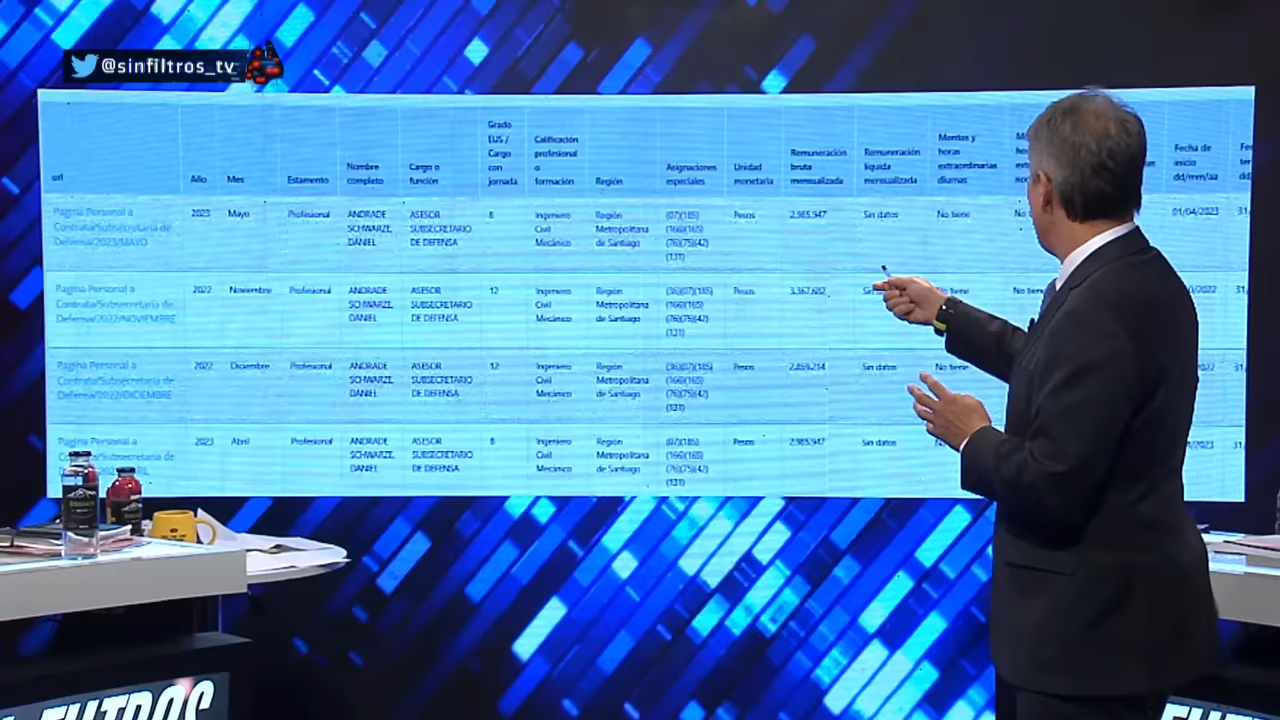 @sinfiltros_tv
url
Año
Mes
Estamento
Nombre
completo
Cargo o
función
Grado
EUS /
Cargo
con
jornada
Calificación
profesional
o
formación
Región
Asignaciones
especiales
Unidad
monetaria
Remuneración
bruta
mensualizada
Remuneración
líquida
mensualizada
Montos y
horas
extraordinarias
diurnas
Fecha de
inicio
dd/mm/aa
Pagina Personal a
Contrata/Subsecretaría de
Defensa/2023/MAYO
2023
Mayo
Profesional
ANDRADE
SCHWARZE,
DANIEL
ASESOR
SUBSECRETARIO
DE DEFENSA
8
Ingeniero
Civil
Mecánico
Región
Metropolitana
de Santiago
(07)(185)
(166)(165)
(76)(75)(42)
(131)
Pesos
2.985.947
Sin datos
No tiene
01/04/2023
Pagina Personal a
Contrata/Subsecretaría de
Defensa/2022/NOVIEMBRE
2022
Noviembre
Profesional
ANDRADE
SCHWARZE,
DANIEL
ASESOR
SUBSECRETARIO
DE DEFENSA
12
Ingeniero
Civil
Mecánico
Región
Metropolitana
de Santiago
(36)(07)(185)
(166)(165)
(76)(75)(42)
(131)
Pesos
3.367.682
No tiene
Pagina Personal a
Contrata/Subsecretaría de
Defensa/2022/DICIEMBRE
2022
Diciembre
Profesional
ANDRADE
SCHWARZE,
DANIEL
ASESOR
SUBSECRETARIO
DE DEFENSA
12
Ingeniero
Civil
Mecánico
Región
Metropolitana
de Santiago
(36)(07)(185)
(166)(165)
(76)(75)(42)
(131)
Pesos
2.859.214
Sin datos
No tiene
Pagina Personal a
Contrata/Subsecretaría de
2023
Abril
Profesional
ANDRADE
SCHWARZE,
DANIEL
ASESOR
SUBSECRETARIO
DE DEFENSA
8
Ingeniero
Civil
Mecánico
Región
Metropolitana
de Santiago
(07)(185)
(166)(165)
(76)(75)(42)
(131)
Pesos
2.985.947
Sin datos